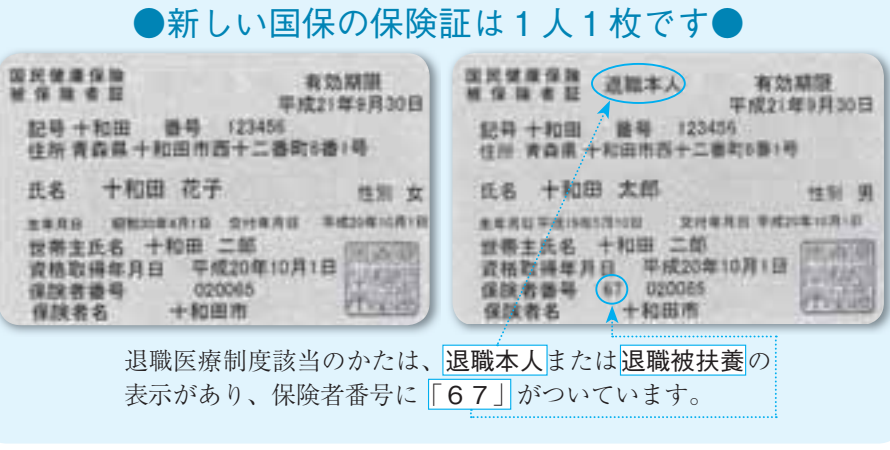 ●新しい国保の保険証は1人1枚です●
国民健康保険
被保険者証
有効期限
平成21年9月30日
記号 十和田 番号 123456
住所 青森県十和田市西十二番町6番1号
氏名 十和田 花子 性別 女
世帯主氏名 十和田 二郎
資格取得年月日 平成20年10月1日
保険者番号 020065
保険者名 十和田市
国民健康保険
被保険者証
退職本人
有効期限
平成21年9月30日
記号 十和田 番号 123456
住所 青森県十和田市西十二番町6番1号
氏名 十和田 太郎 性別 男
世帯主氏名 十和田 二郎
資格取得年月日 平成20年10月1日
保険者番号 67 020065
保険者名 十和田市
退職医療制度該当のかたは、退職本人または退職被扶養の
表示があり、保険者番号に「67」がついています。